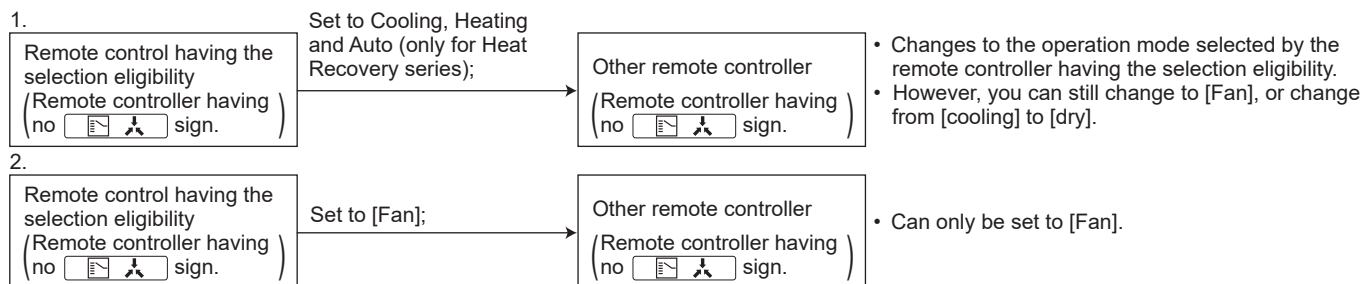 1.
Remote control having the
selection eligibility
(Remote controller having
no sign.)
Set to Cooling, Heating
and Auto (only for Heat
Recovery series);
Other remote controller
(Remote controller having
no sign.)
• Changes to the operation mode selected by the
remote controller having the selection eligibility.
• However, you can still change to [Fan], or change
from [cooling] to [dry].
2.
Remote control having the
selection eligibility
(Remote controller having
no sign.)
Set to [Fan];
Other remote controller
(Remote controller having
no sign.)
• Can only be set to [Fan].